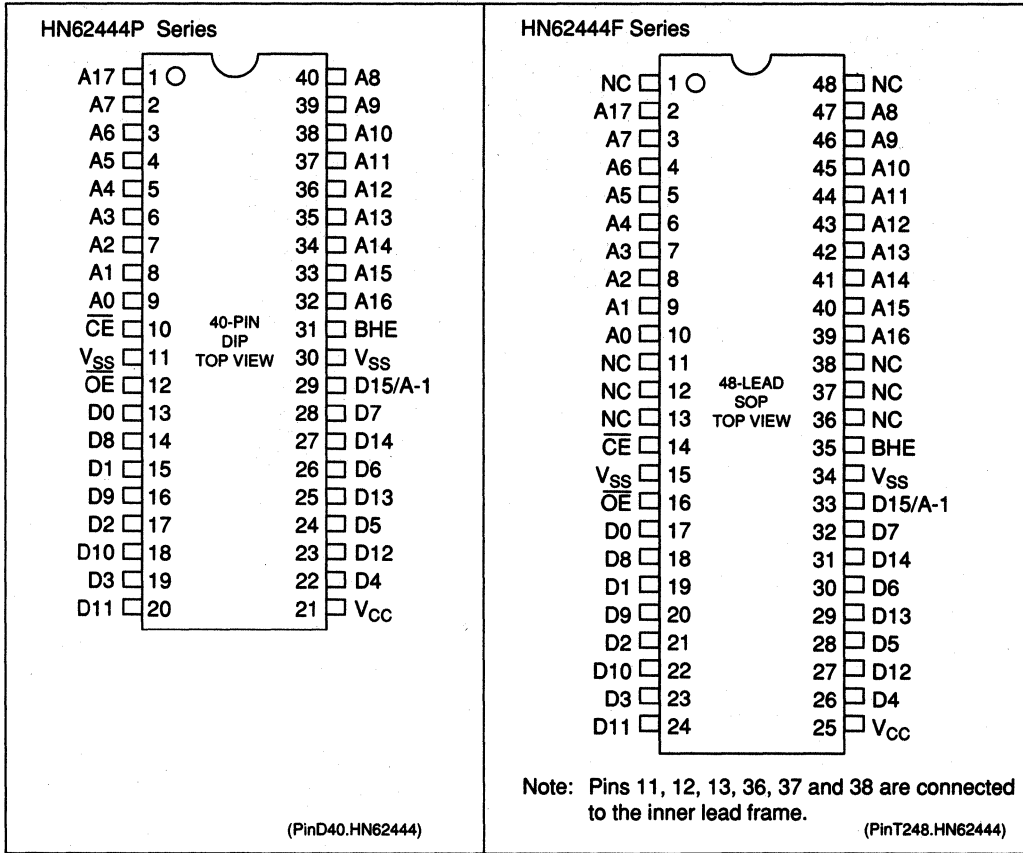 HN62444P Series
A17 1 40 A8
A7 2 39 A9
A6 3 38 A10
A5 4 37 A11
A4 5 36 A12
A3 6 35 A13
A2 7 34 A14
A1 8 33 A15
A0 9 32 A16
C̅E̅ 10 31 BHE
VSS 11 30 VSS
O̅E̅ 12 29 D15/A-1
D0 13 28 D7
D8 14 27 D14
D1 15 26 D6
D9 16 25 D13
D2 17 24 D5
D10 18 23 D12
D3 19 22 D4
D11 20 21 VCC
40-PIN
DIP
TOP VIEW
(PinD40.HN62444)
HN62444F Series
NC 1 48 NC
A17 2 47 A8
A7 3 46 A9
A6 4 45 A10
A5 5 44 A11
A4 6 43 A12
A3 7 42 A13
A2 8 41 A14
A1 9 40 A15
A0 10 39 A16
NC 11 38 NC
NC 12 37 NC
NC 13 36 NC
C̅E̅ 14 35 BHE
VSS 15 34 VSS
O̅E̅ 16 33 D15/A-1
D0 17 32 D7
D8 18 31 D14
D1 19 30 D6
D9 20 29 D13
D2 21 28 D5
D10 22 27 D12
D3 23 26 D4
D11 24 25 VCC
48-LEAD
SOP
TOP VIEW
Note: Pins 11, 12, 13, 36, 37 and 38 are connected
to the inner lead frame.
(PinT248.HN62444)